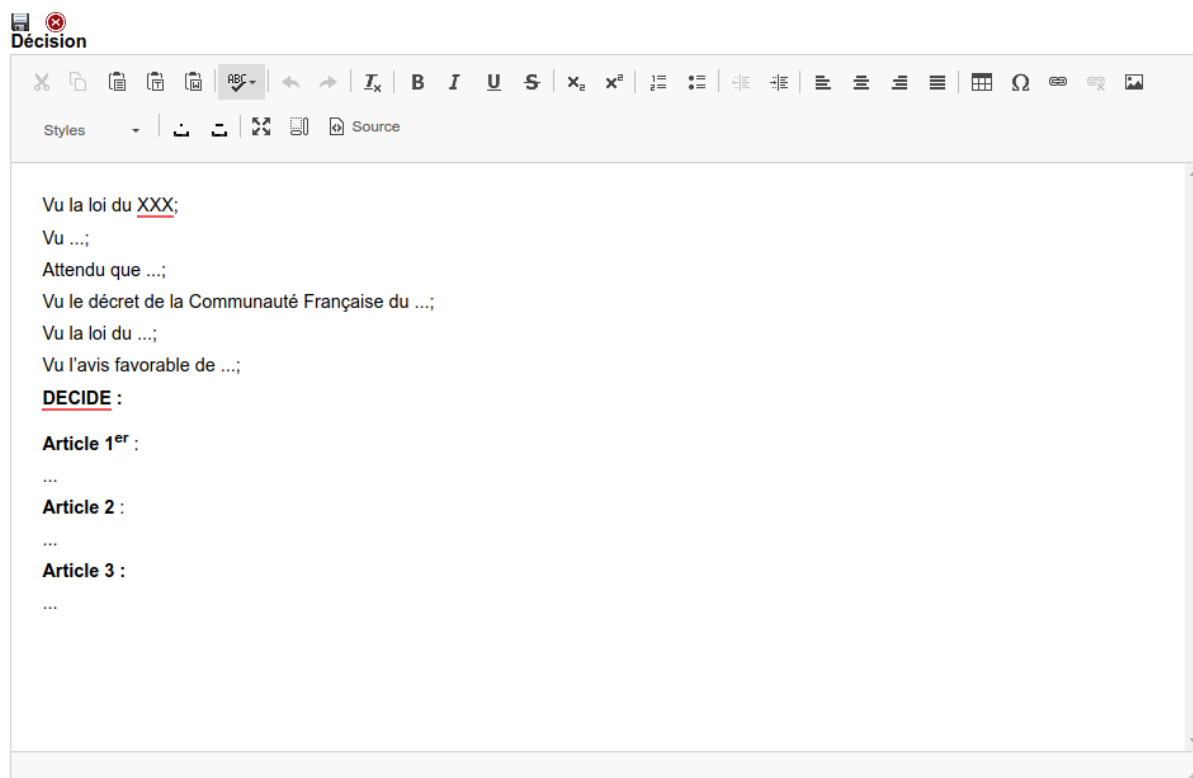 Décision
Styles
Source
Vu la loi du XXX;
Vu ...;
Attendu que ...;
Vu le décret de la Communauté Française du ...;
Vu la loi du ...;
Vu l'avis favorable de ...;
DECIDE :
Article 1er :
...
Article 2 :
...
Article 3 :
...